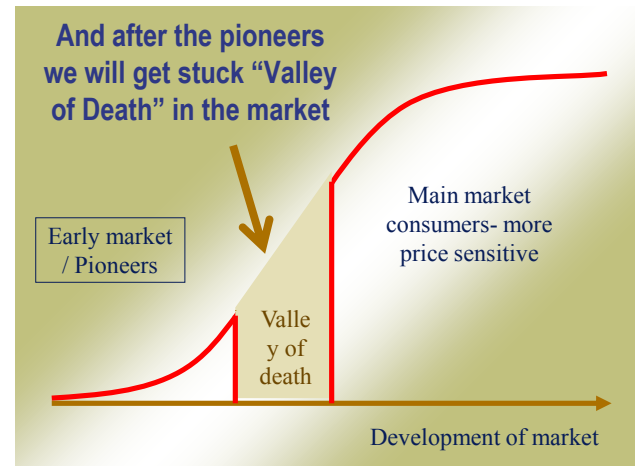 And after the pioneers
we will get stuck “Valley
of Death” in the market
Early market
/ Pioneers
Main market
consumers- more
price sensitive
Valle
y of
death
Development of market